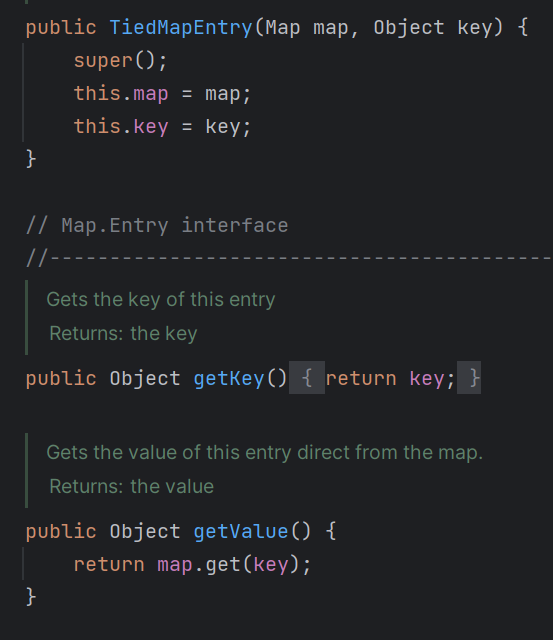 public TiedMapEntry(Map map, Object key) {
super();
this.map = map;
this.key = key;
}
// Map.Entry interface
//------------------------------------------
Gets the key of this entry
Returns: the key
public Object getKey() { return key; }
Gets the value of this entry direct from the map.
Returns: the value
public Object getValue() {
return map.get(key);
}